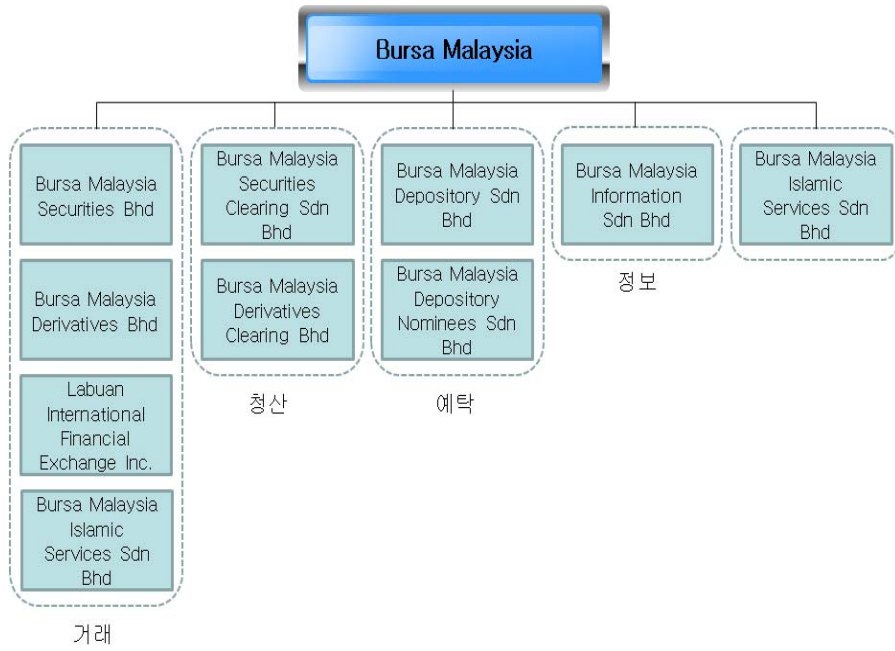 Bursa Malaysia
Bursa Malaysia
Securities Bhd
Bursa Malaysia
Derivatives Bhd
Labuan
International
Financial
Exchange Inc.
Bursa Malaysia
Islamic
Services Sdn
Bhd
거래
Bursa Malaysia
Securities
Clearing Sdn
Bhd
Bursa Malaysia
Derivatives
Clearing Bhd
청산
Bursa Malaysia
Depository Sdn
Bhd
Bursa Malaysia
Depository
Nominees Sdn
Bhd
예탁
Bursa Malaysia
Information
Sdn Bhd
정보
Bursa Malaysia
Islamic
Services Sdn
Bhd